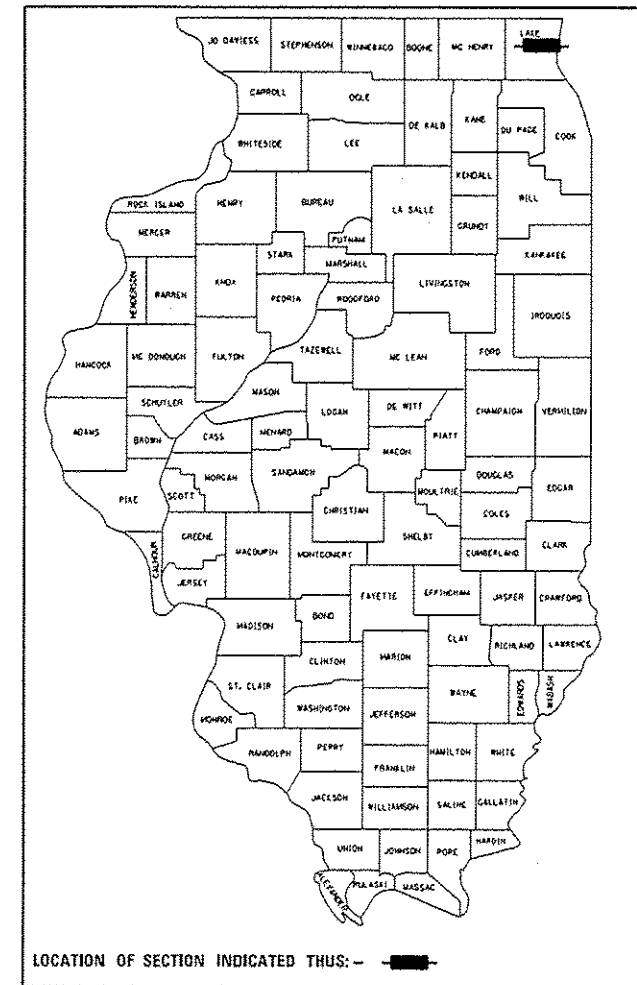 JO DAVIESS STEPHENSON WINNEBAGO BOONE MC HENRY LAKE
CARROLL OGLE DE KALB KANE DU PAGE COOK
WHITESIDE LEE KENDALL WILL
ROCK ISLAND HENRY BUREAU LA SALLE GRUNDY
MERCER PUTNAM KANKAKEE
STARK MARSHALL
HENDERSON WARREN KNOX PEORIA WOODFORD LIVINGSTON IROQUOIS
HANCOCK MC DONOUGH FULTON TAZEWELL MC LEAN FORD
SCHUYLER MASON LOGAN DE WITT CHAMPAIGN VERMILION
ADAMS BROWN CASS MENARD MACON PIATT
PIKE SCOTT MORGAN SANGAMON CHRISTIAN MOULTRIE DOUGLAS EDGAR
COLES
CALHOUN GREENE MACOUPIN MONTGOMERY SHELBY CUMBERLAND CLARK
JERSEY FAYETTE EFFINGHAM JASPER CRAWFORD
MADISON BOND
CLINTON MARION CLAY RICHLAND LAWRENCE
ST. CLAIR WASHINGTON JEFFERSON WAYNE EDWARDS WABASH
MONROE
RANDOLPH PERRY HAMILTON WHITE
FRANKLIN
JACKSON WILLIAMSON SALINE GALLATIN
UNION JOHNSON POPE HARDIN
ALEXANDER PULASKI MASSAC
LOCATION OF SECTION INDICATED THUS:-